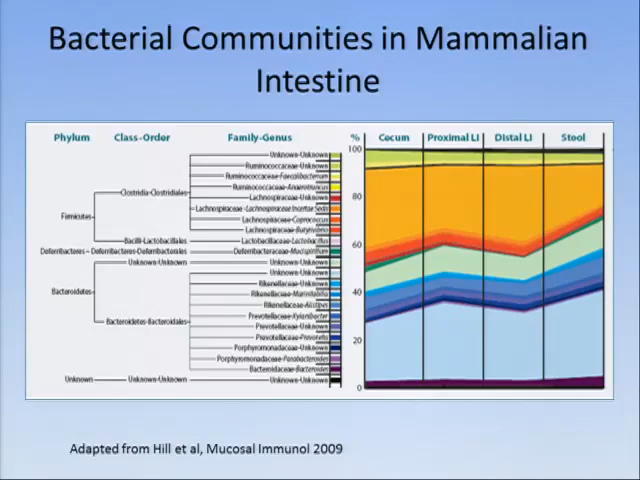 Bacterial Communities in Mammalian
Intestine
Phylum Class-Order Family-Genus % Cecum Proximal LI Distal LI Stool
Unknown-Unknown
Ruminococcaceae-Unknown
Ruminococcaceae-Faecalibacterium
Ruminococcaceae-Anaerotruncus
Clostridia-Clostridiales
Lachnospiraceae-Unknown
Lachnospiraceae-Lachnospiraceae Incertae Sedis
Firmicutes
Lachnospiraceae-Coprococcus
Lachnospiraceae-Butyrivibrio
Bacilli-Lactobacillales Lactobacillaceae-Lactobacillus
Deferribacteres Deferribacteres-Deferribacterales Deferribacteraceae-Mucispirillum
Unknown-Unknown Unknown-Unknown
Unknown-Unknown
Rikenellaceae-Unknown
Bacteroidetes
Rikenellaceae-Marinilabilia
Rikenellaceae-Alistipes
Prevotellaceae-Xylanibacter
Bacteroidetes-Bacteroidales
Prevotellaceae-Unknown
Prevotellaceae-Prevotella
Porphyromonadaceae-Unknown
Porphyromonadaceae-Parabacteroides
Bacteroidaceae-Bacteroides
Unknown Unknown-Unknown Unknown-Unknown
100
80
60
40
20
0
Adapted from Hill et al, Mucosal Immunol 2009